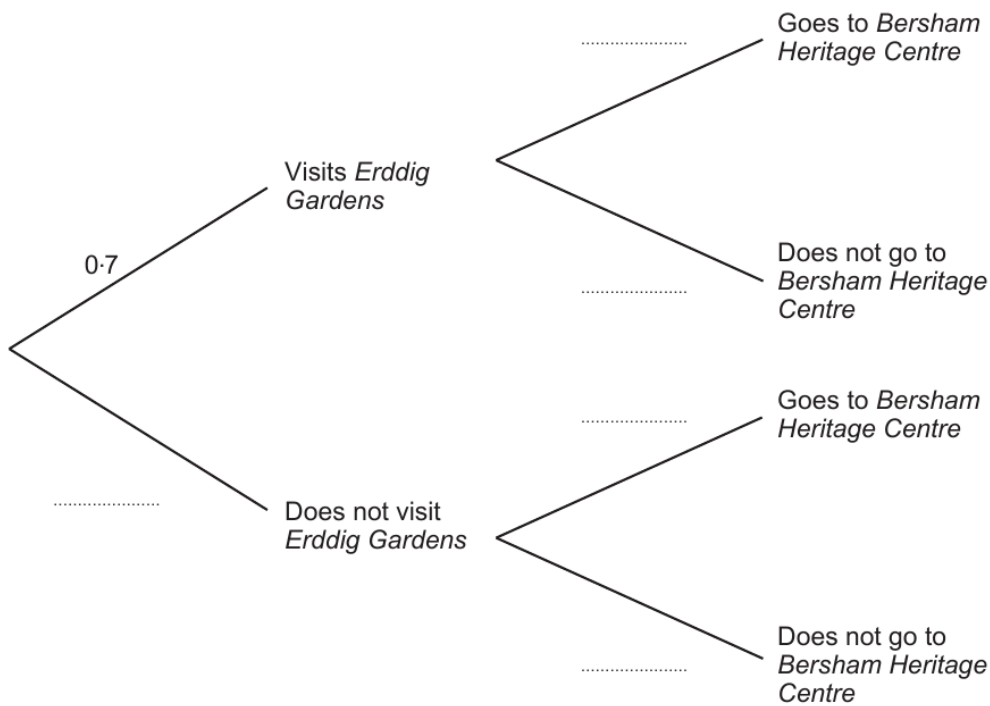 Goes to Bersham
Heritage Centre
Visits Erddig
Gardens
0·7
Does not go to
Bersham Heritage
Centre
Goes to Bersham
Heritage Centre
Does not visit
Erddig Gardens
Does not go to
Bersham Heritage
Centre